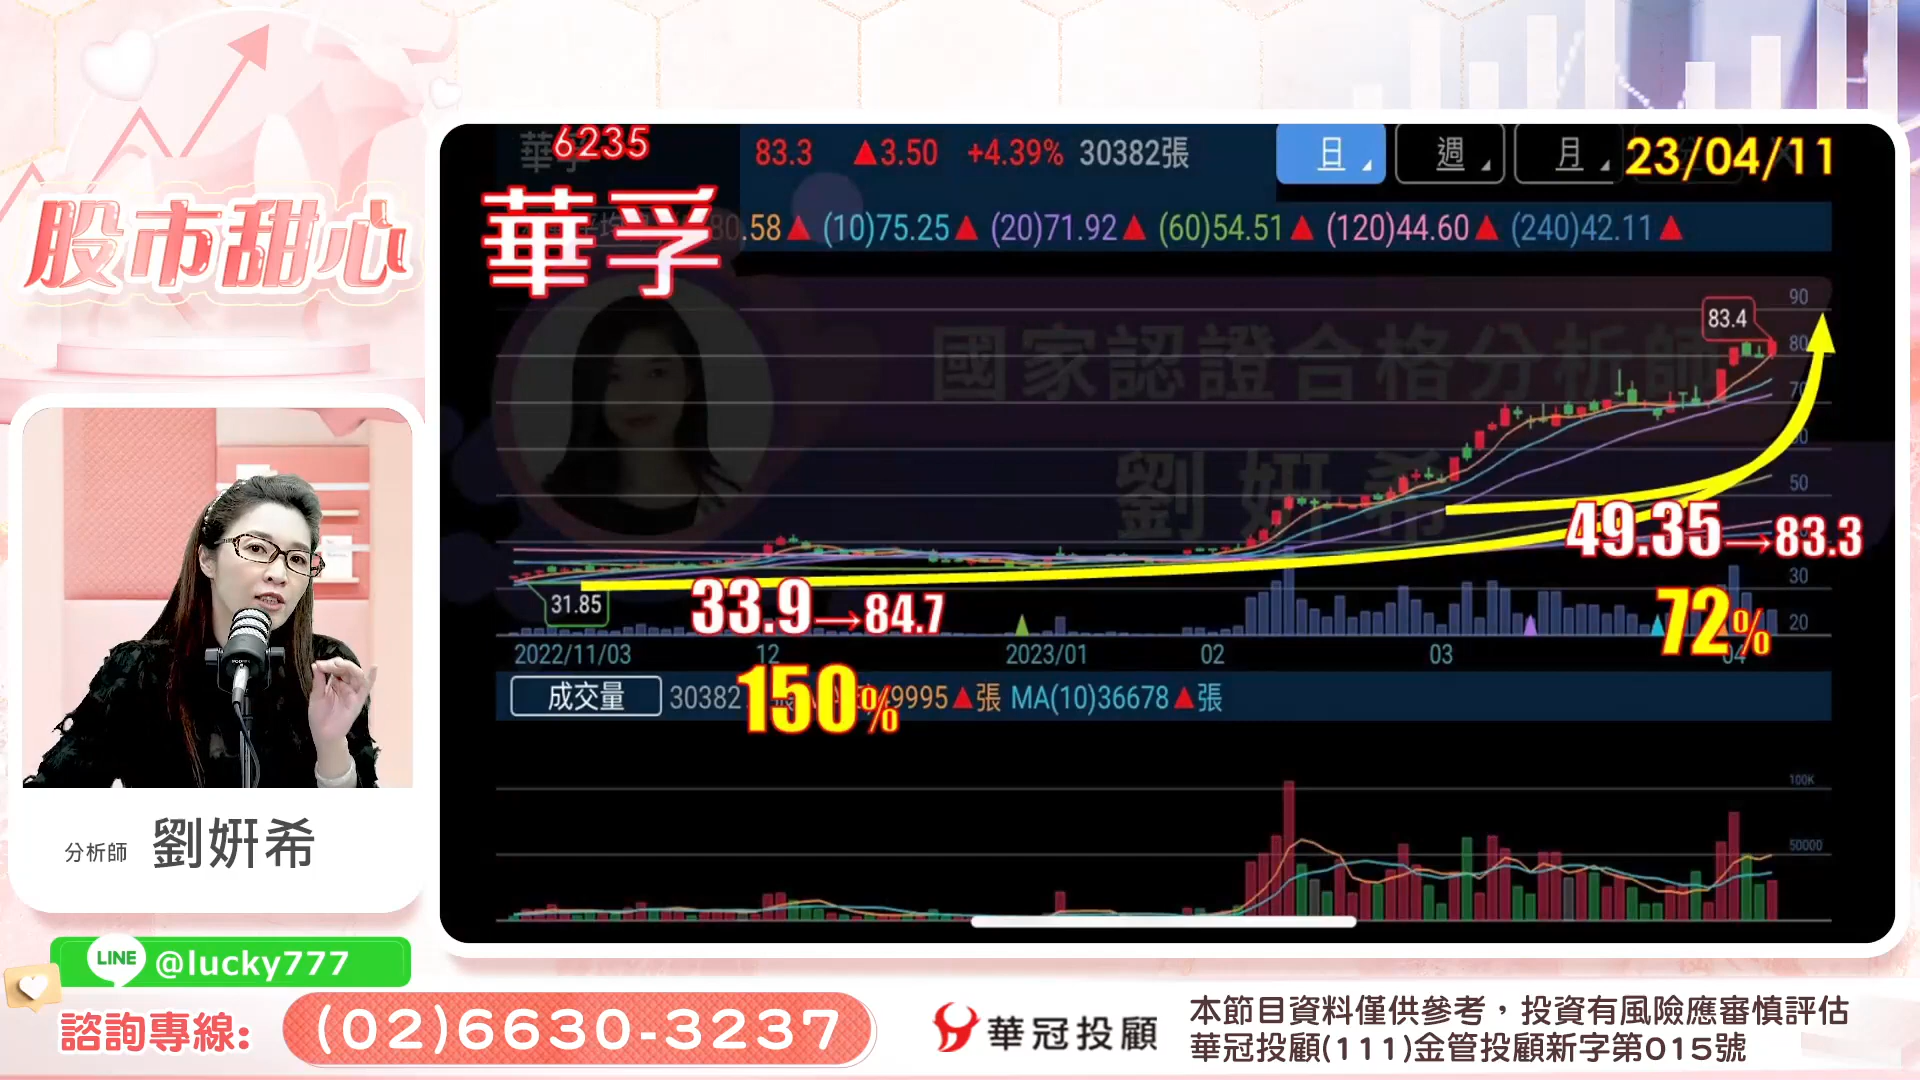 股市甜心
分析師 劉妍希
LINE @lucky777
諮詢專線: (02)6630-3237
華冠投顧
本節目資料僅供參考，投資有風險應審慎評估
華冠投顧(111)金管投顧新字第015號
6235
華孚
83.3 ▲3.50 +4.39% 30382張
日 週 月
23/04/11
80.58▲ (10)75.25▲ (20)71.92▲ (60)54.51▲ (120)44.60▲ (240)42.11▲
國家認證合格分析師
劉妍希
83.4
90
80
70
50
30
20
31.85
33.9→84.7
150%
49.35→83.3
72%
2022/11/03 12 2023/01 02 03 04
成交量 30382 49995▲張 MA(10)36678▲張
100K
50000